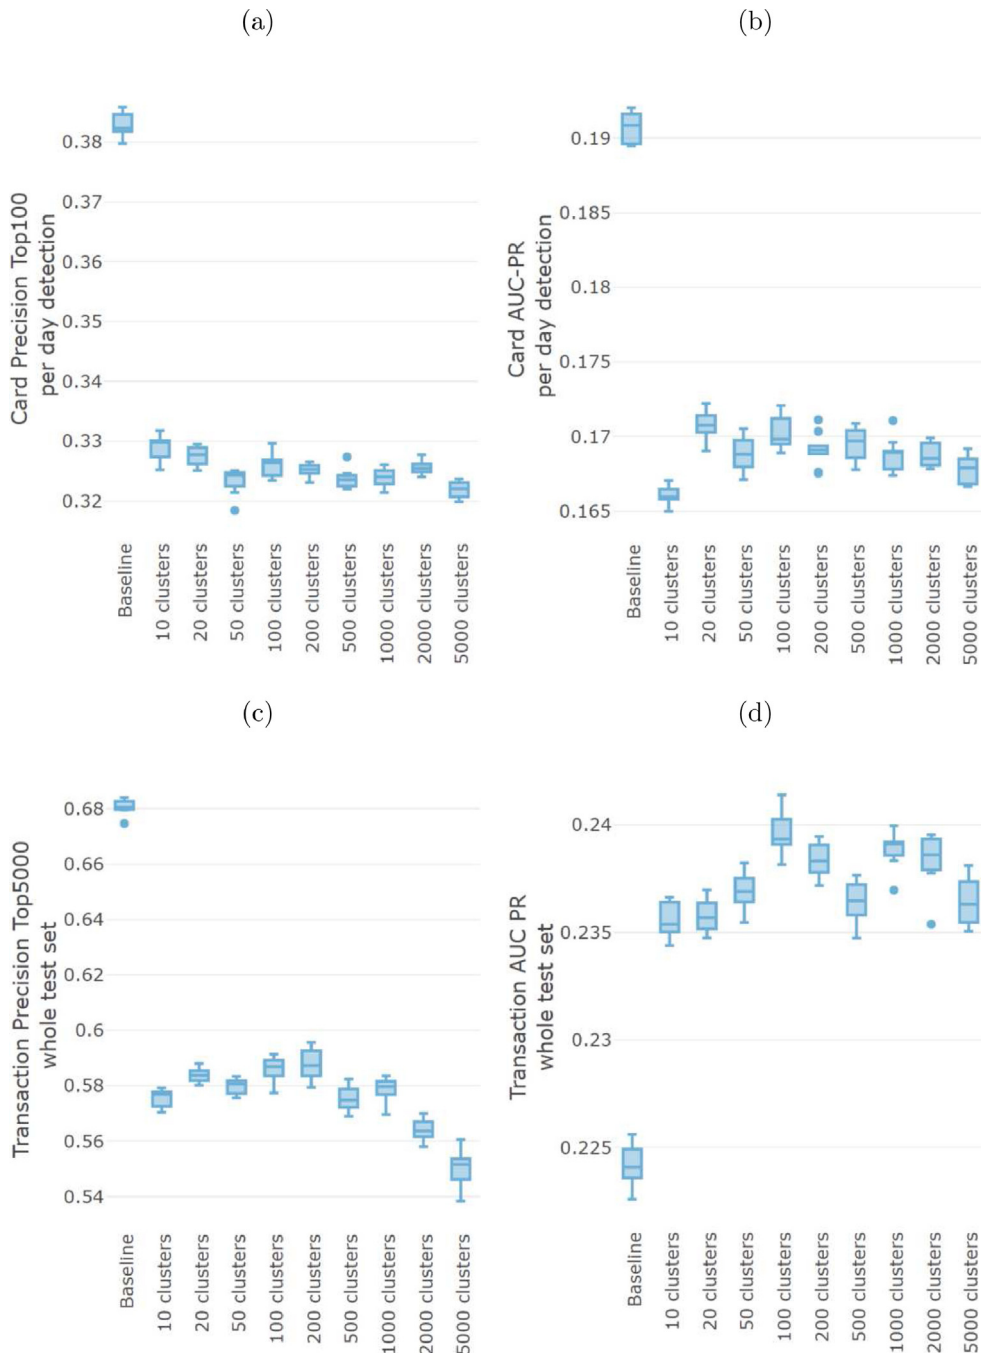 (a)
Card Precision Top100
per day detection
0.38
0.37
0.36
0.35
0.34
0.33
0.32
Baseline
10 clusters
20 clusters
50 clusters
100 clusters
200 clusters
500 clusters
1000 clusters
2000 clusters
5000 clusters
(b)
Card AUC-PR
per day detection
0.19
0.185
0.18
0.175
0.17
0.165
Baseline
10 clusters
20 clusters
50 clusters
100 clusters
200 clusters
500 clusters
1000 clusters
2000 clusters
5000 clusters
(c)
Transaction Precision Top5000
whole test set
0.68
0.66
0.64
0.62
0.6
0.58
0.56
0.54
Baseline
10 clusters
20 clusters
50 clusters
100 clusters
200 clusters
500 clusters
1000 clusters
2000 clusters
5000 clusters
(d)
Transaction AUC PR
whole test set
0.24
0.235
0.23
0.225
Baseline
10 clusters
20 clusters
50 clusters
100 clusters
200 clusters
500 clusters
1000 clusters
2000 clusters
5000 clusters